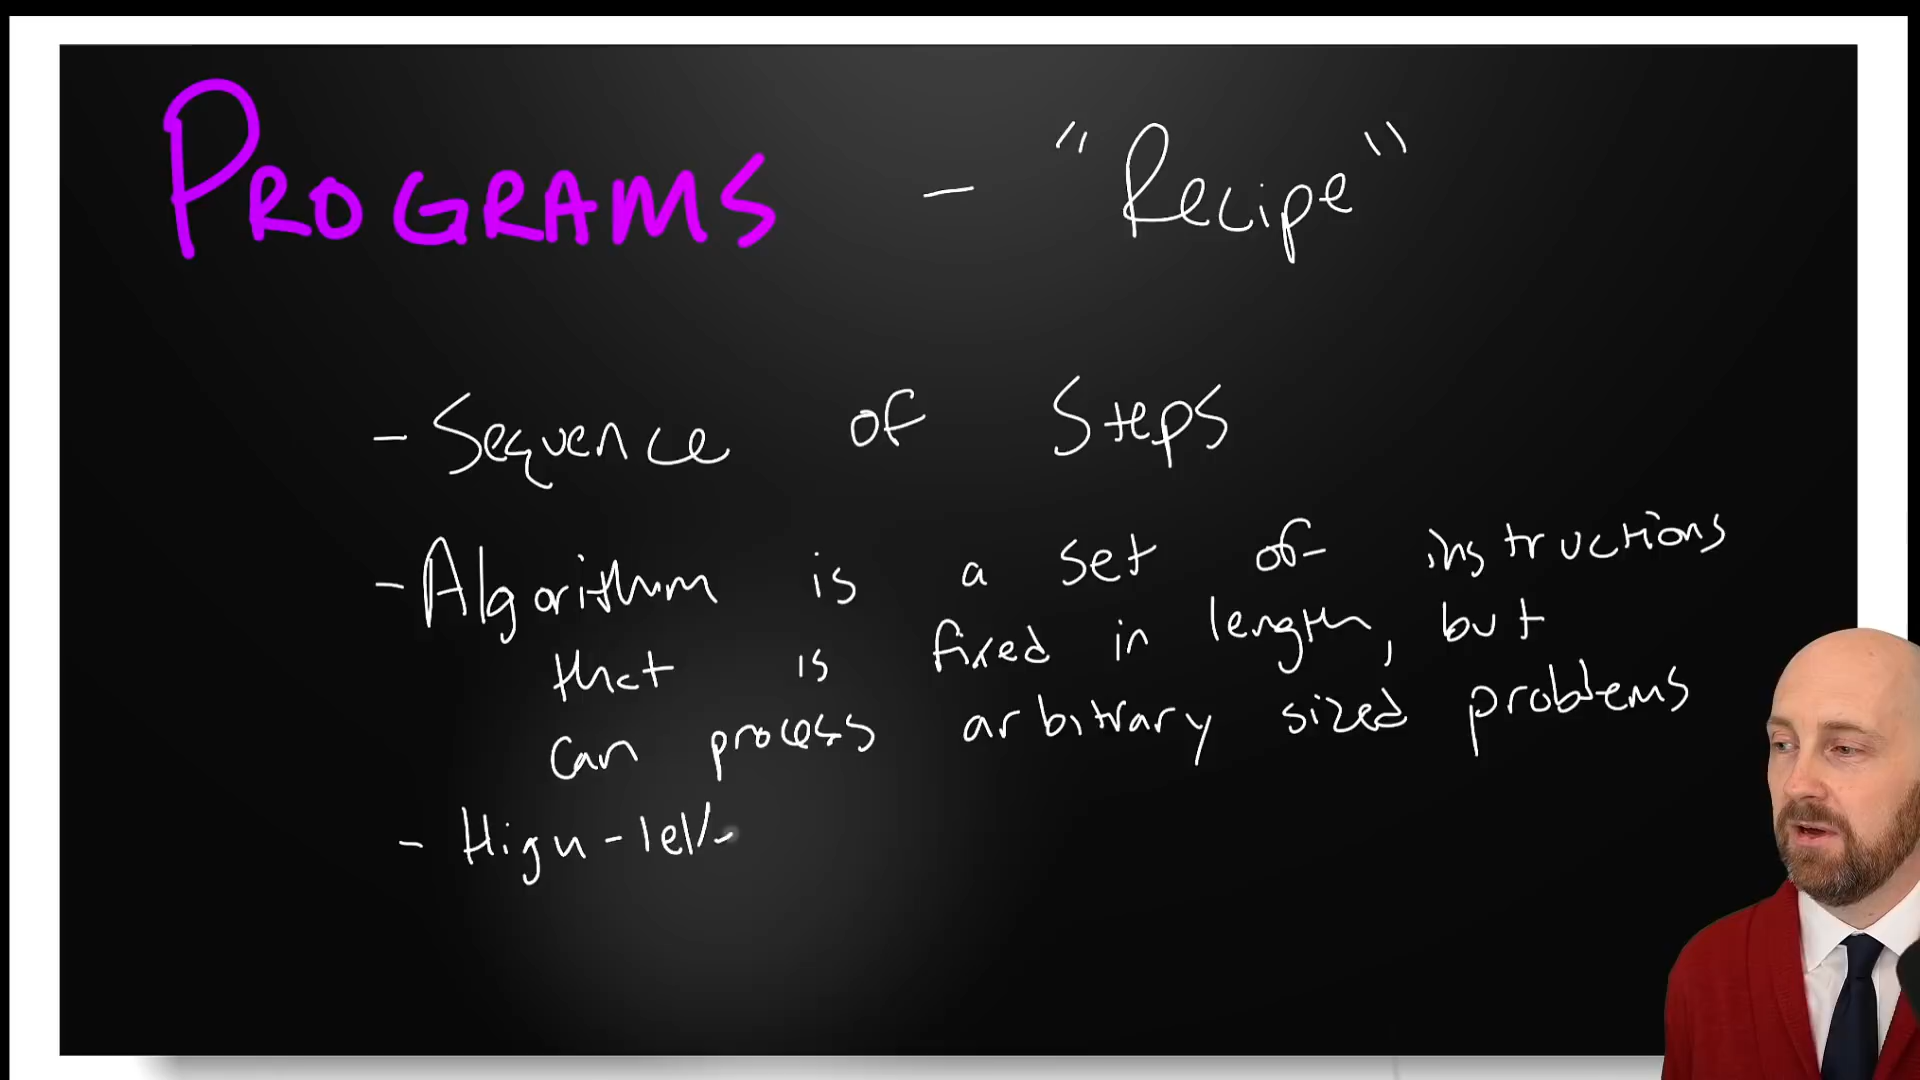 PROGRAMS - "Recipe"
- Sequence of Steps
- Algorithm is a set of instructions
that is fixed in length, but
can process arbitrary sized problems
- High-lev